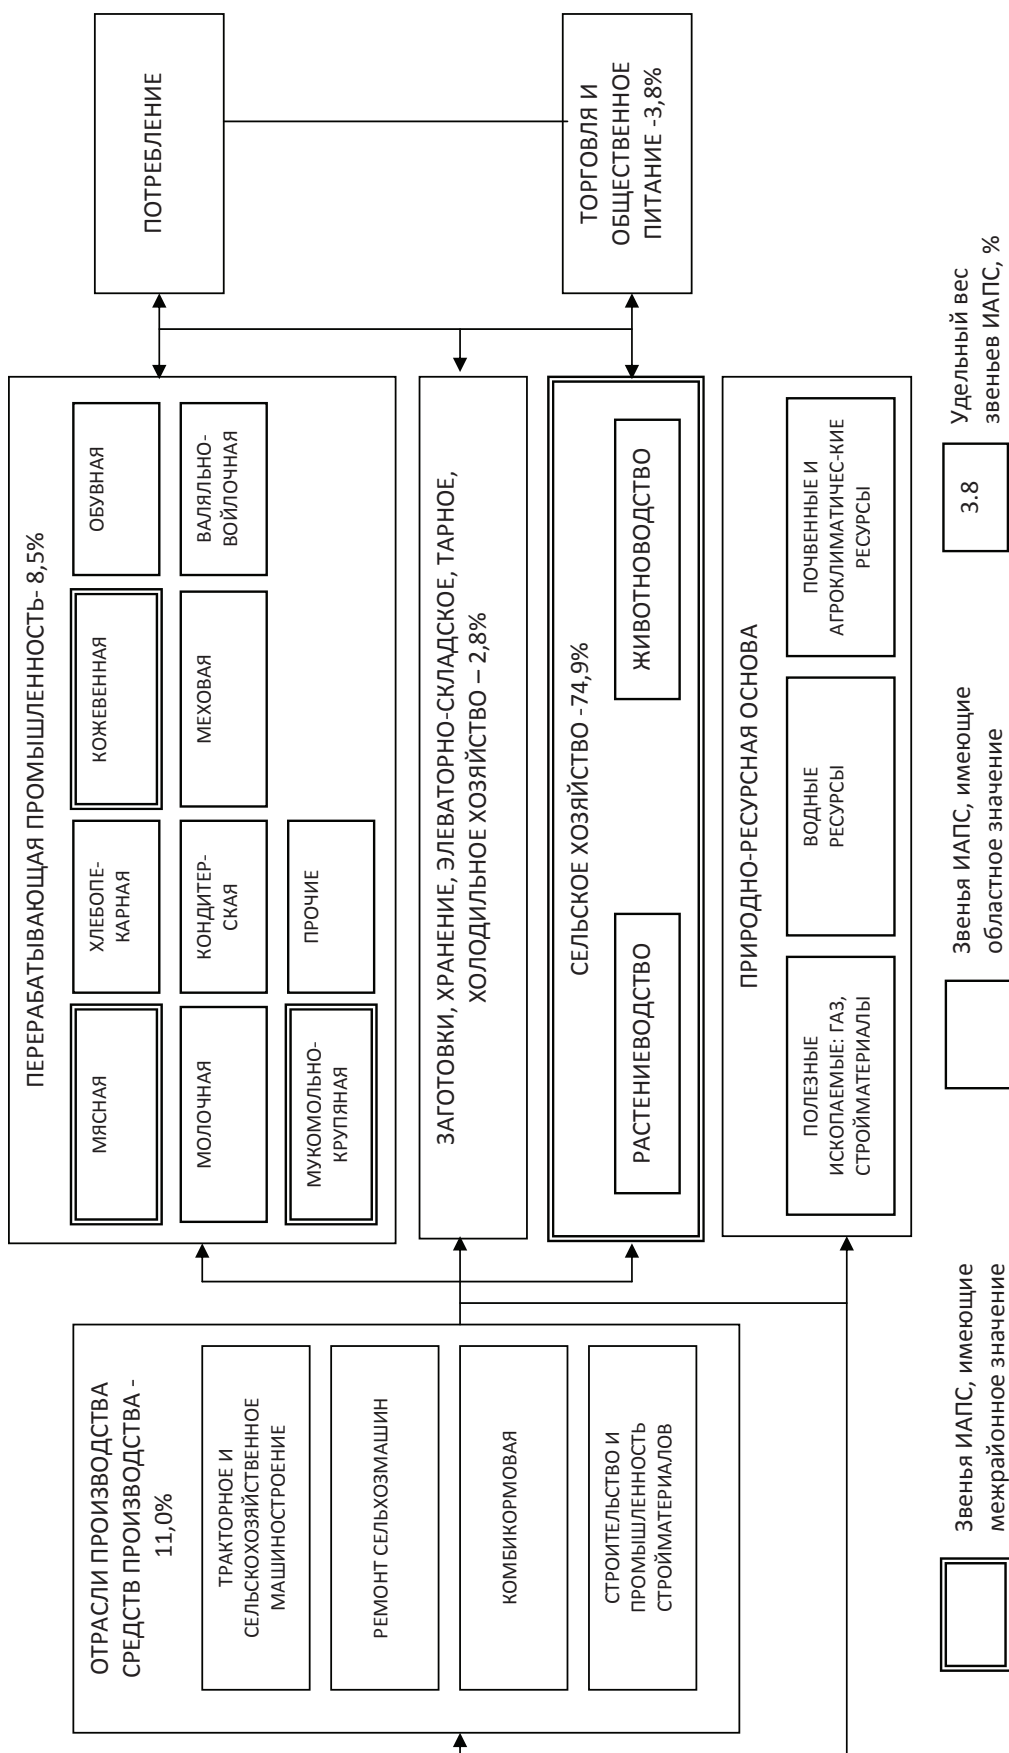 ОТРАСЛИ ПРОИЗВОДСТВА
СРЕДСТВ ПРОИЗВОДСТВА -
11,0%
ТРАКТОРНОЕ И
СЕЛЬСКОХОЗЯЙСТВЕННОЕ
МАШИНОСТРОЕНИЕ
РЕМОНТ СЕЛЬХОЗМАШИН
КОМБИКОРМОВАЯ
СТРОИТЕЛЬСТВО И
ПРОМЫШЛЕННОСТЬ
СТРОЙМАТЕРИАЛОВ
ПЕРЕРАБАТЫВАЮЩАЯ ПРОМЫШЛЕННОСТЬ- 8,5%
МЯСНАЯ
ХЛЕБОПЕ-
КАРНАЯ
КОЖЕВЕННАЯ
ОБУВНАЯ
МОЛОЧНАЯ
КОНДИТЕР-
СКАЯ
МЕХОВАЯ
ВАЛЯЛЬНО-
ВОЙЛОЧНАЯ
МУКОМОЛЬНО-
КРУПЯНАЯ
ПРОЧИЕ
ЗАГОТОВКИ, ХРАНЕНИЕ, ЭЛЕВАТОРНО-СКЛАДСКОЕ, ТАРНОЕ,
ХОЛОДИЛЬНОЕ ХОЗЯЙСТВО – 2,8%
СЕЛЬСКОЕ ХОЗЯЙСТВО -74,9%
РАСТЕНИЕВОДСТВО
ЖИВОТНОВОДСТВО
ПРИРОДНО-РЕСУРСНАЯ ОСНОВА
ПОЛЕЗНЫЕ
ИСКОПАЕМЫЕ: ГАЗ,
СТРОЙМАТЕРИАЛЫ
ВОДНЫЕ
РЕСУРСЫ
ПОЧВЕННЫЕ И
АГРОКЛИМАТИЧЕС-КИЕ
РЕСУРСЫ
ПОТРЕБЛЕНИЕ
ТОРГОВЛЯ И
ОБЩЕСТВЕННОЕ
ПИТАНИЕ -3,8%
Звенья ИАПС, имеющие
межрайонное значение
Звенья ИАПС, имеющие
областное значение
3.8
Удельный вес
звеньев ИАПС, %